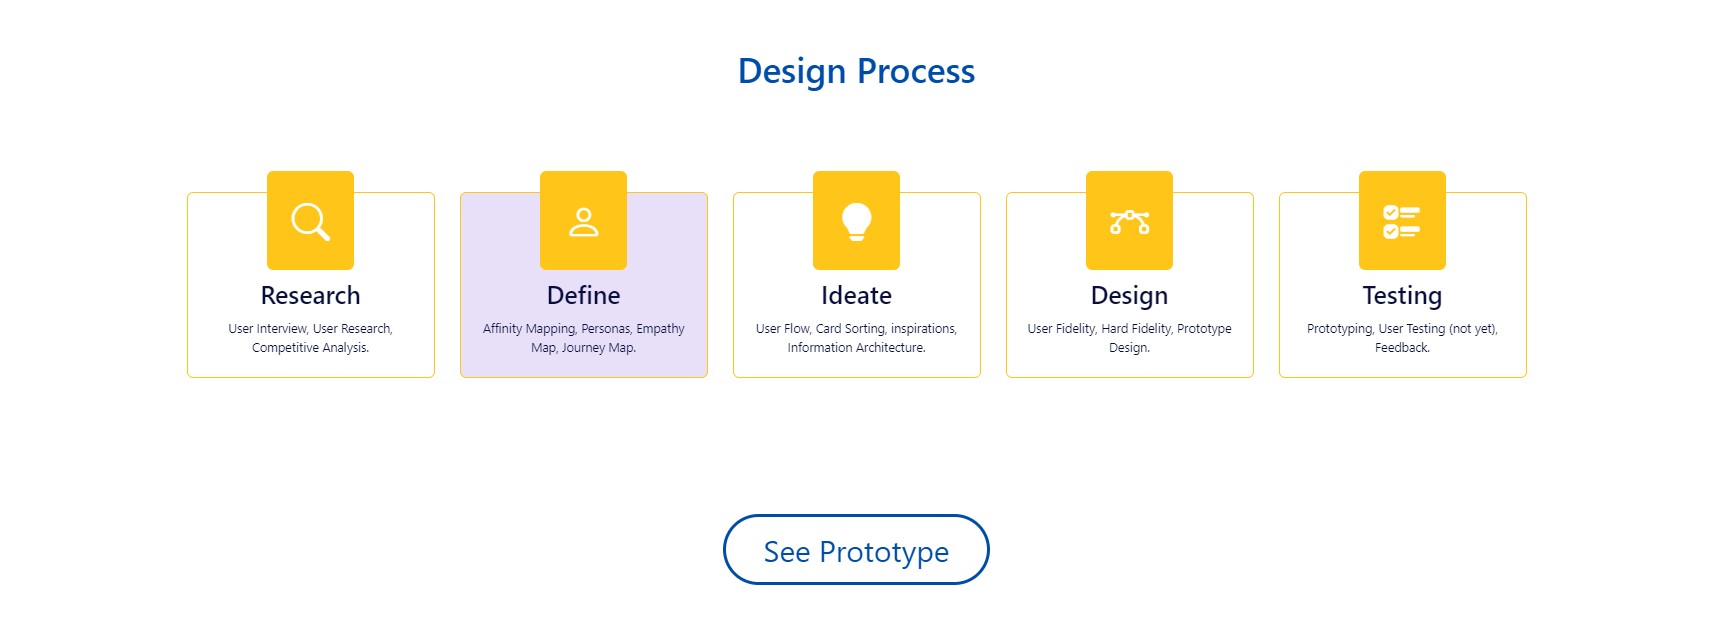 Design Process
Research
User Interview, User Research,
Competitive Analysis.
Define
Affinity Mapping, Personas, Empathy
Map, Journey Map.
Ideate
User Flow, Card Sorting, inspirations,
Information Architecture.
Design
User Fidelity, Hard Fidelity, Prototype
Design.
Testing
Prototyping, User Testing (not yet),
Feedback.
See Prototype